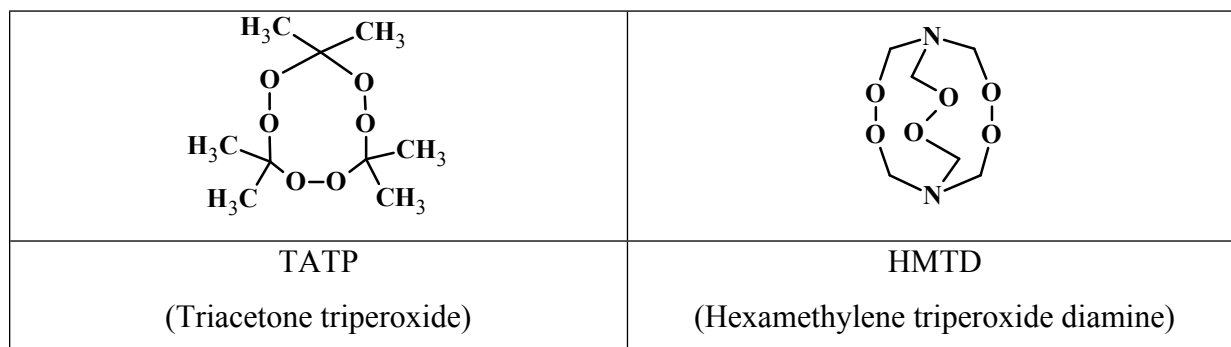 H₃C CH₃
O O
O O
H₃C CH₃
O O
H₃C CH₃
N
O O O
O O O
N
TATP
(Triacetone triperoxide)
HMTD
(Hexamethylene triperoxide diamine)